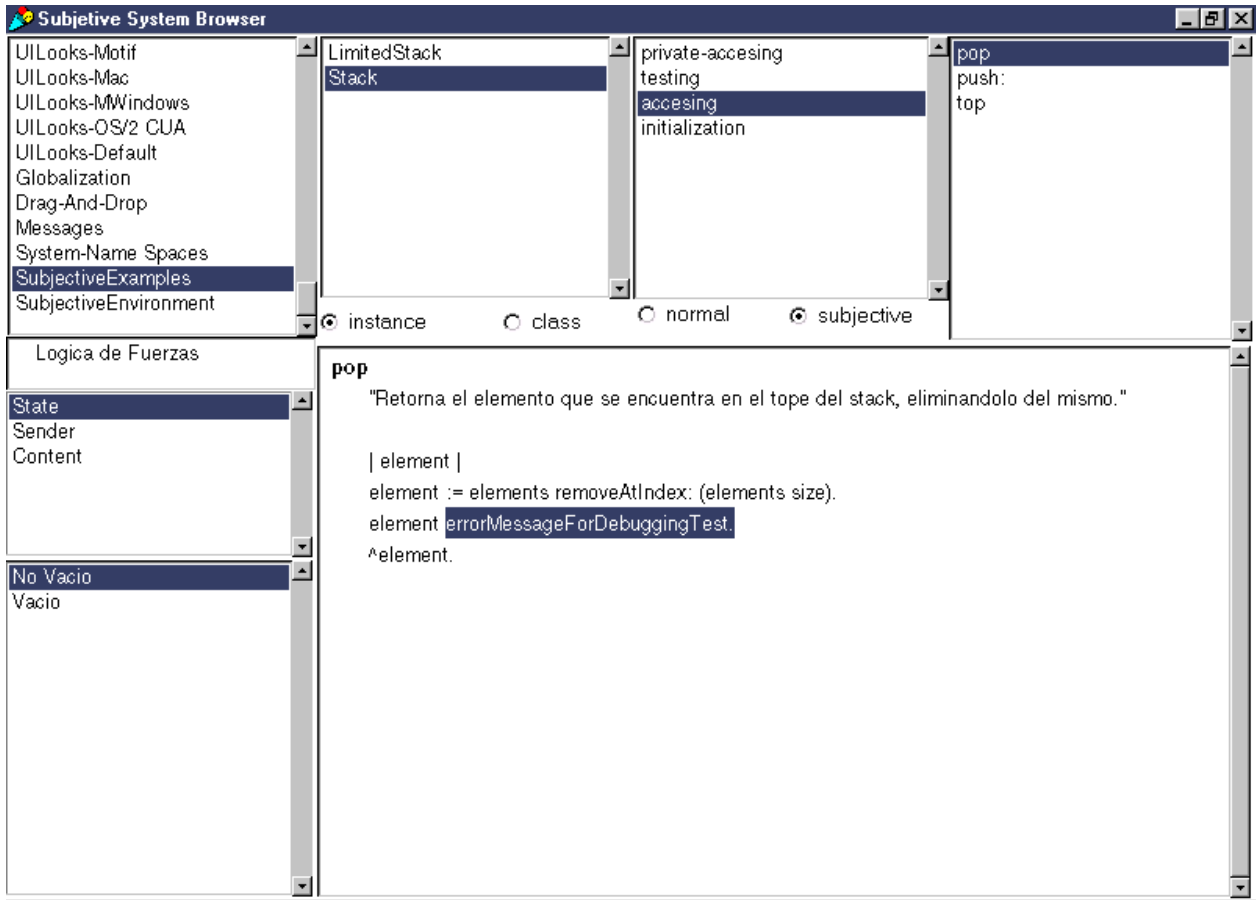 Subjetive System Browser
UILooks-Motif
UILooks-Mac
UILooks-MWindows
UILooks-OS/2 CUA
UILooks-Default
Globalization
Drag-And-Drop
Messages
System-Name Spaces
SubjectiveExamples
SubjectiveEnvironment
LimitedStack
Stack
instance
class
private-accesing
testing
accesing
initialization
normal
subjective
pop
push:
top
Logica de Fuerzas
State
Sender
Content
No Vacio
Vacio
pop
"Retorna el elemento que se encuentra en el tope del stack, eliminandolo del mismo."
| element |
element := elements removeAtIndex: (elements size).
element errorMessageForDebuggingTest.
^element.